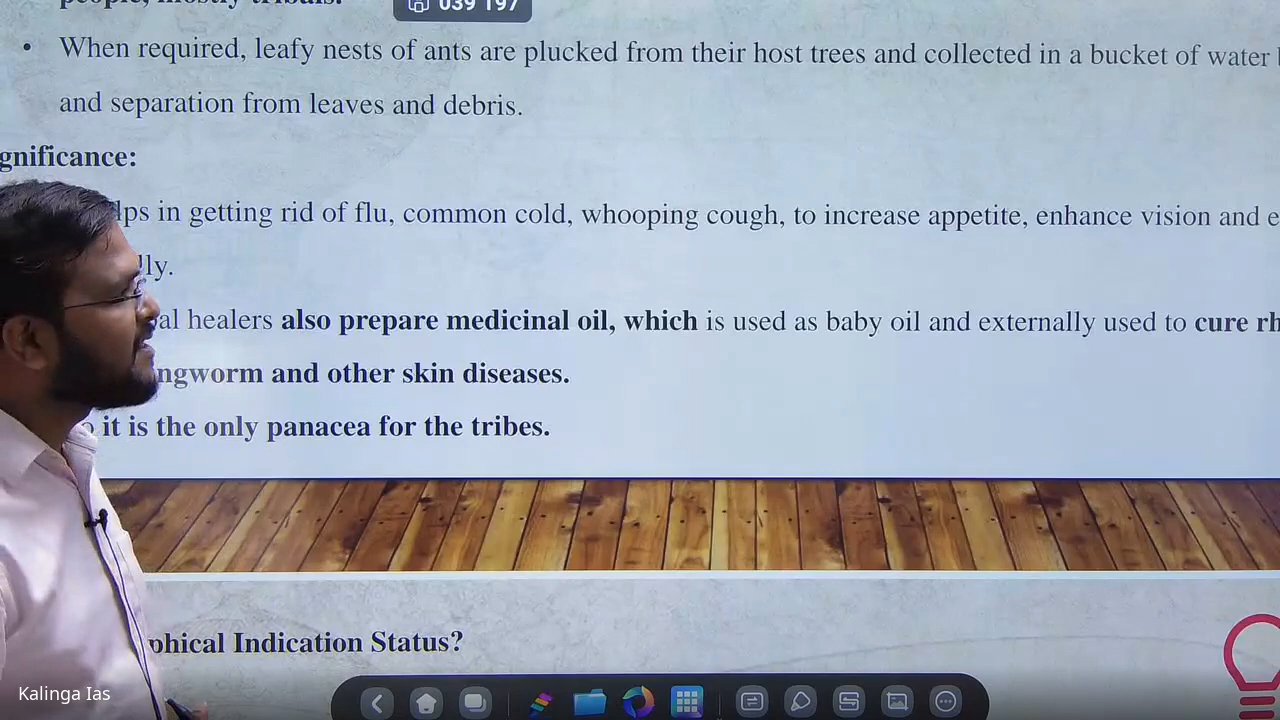 people, mostly tribals.
039 197
• When required, leafy nests of ants are plucked from their host trees and collected in a bucket of water
and separation from leaves and debris.
gnificance:
lps in getting rid of flu, common cold, whooping cough, to increase appetite, enhance vision and e
lly.
al healers also prepare medicinal oil, which is used as baby oil and externally used to cure rh
ngworm and other skin diseases.
o it is the only panacea for the tribes.
phical Indication Status?
Kalinga Ias